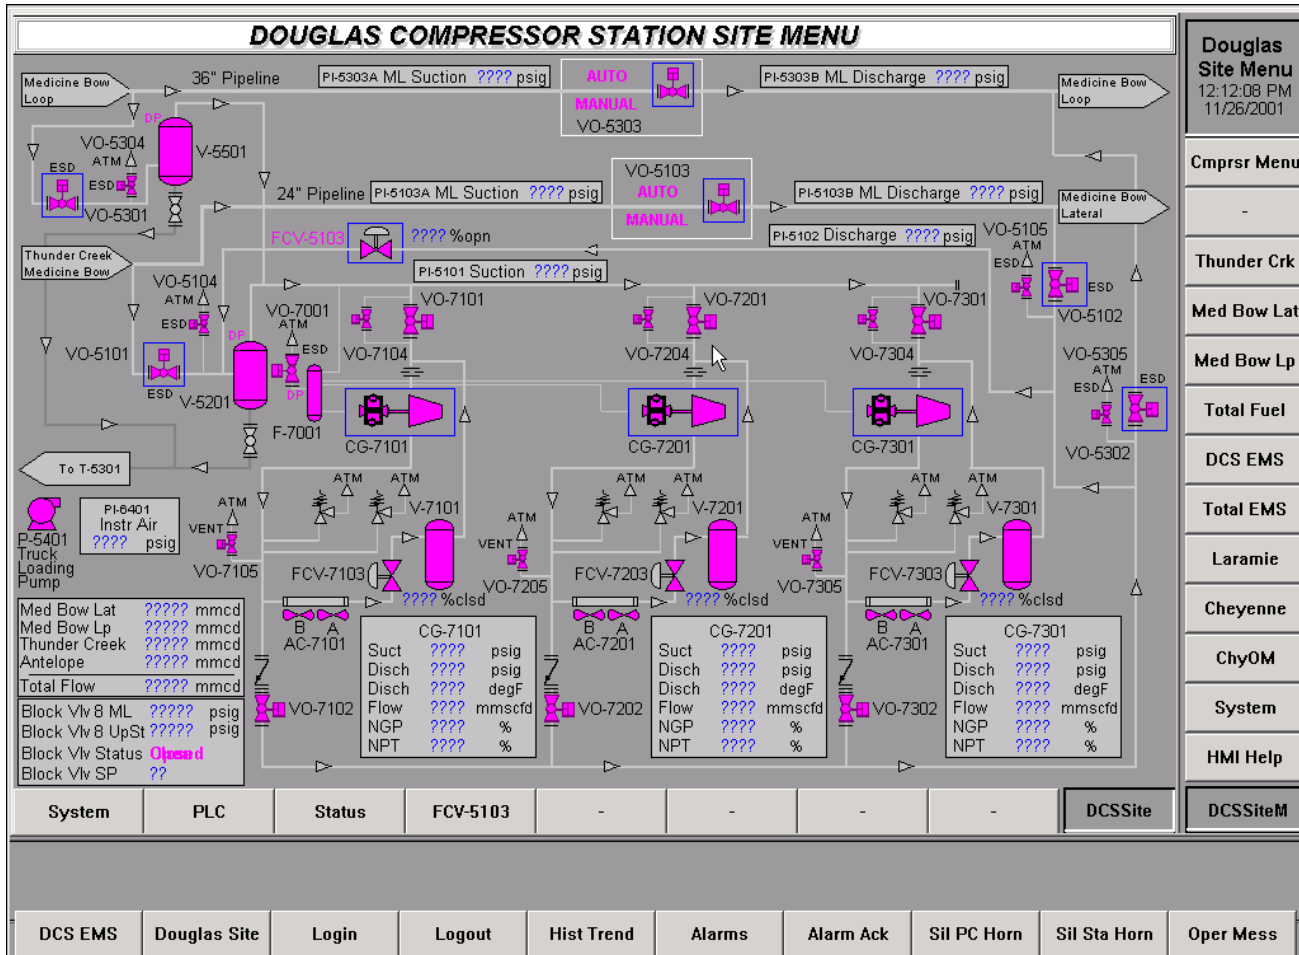 DOUGLAS COMPRESSOR STATION SITE MENU
Douglas
Site Menu
12:12:08 PM
11/26/2001
Medicine Bow
Loop
36" Pipeline
PI-5303A ML Suction ???? psig
AUTO
MANUAL
VO-5303
PI-5303B ML Discharge ???? psig
Medicine Bow
Loop
DP
V-5501
VO-5304
ATM
ESD
ESD
VO-5301
24" Pipeline
PI-5103A ML Suction ???? psig
VO-5103
AUTO
MANUAL
PI-5103B ML Discharge ???? psig
Medicine Bow
Lateral
FCV-5103
???? %opn
PI-5102 Discharge ???? psig
VO-5105
ATM
ESD
ESD
VO-5102
Thunder Creek
Medicine Bow
PI-5101 Suction ???? psig
VO-5104
ATM
ESD
VO-7001
ATM
ESD
VO-7101
VO-7201
VO-7301
VO-5101
ESD
DP
V-5201
DP
F-7001
VO-7104
VO-7204
VO-7304
VO-5305
ATM
ESD
ESD
VO-5302
CG-7101
CG-7201
CG-7301
To T-5301
P-5401
Truck
Loading
Pump
PI-6401
Instr Air
???? psig
ATM
VENT
VO-7105
ATM
ATM
V-7101
FCV-7103
???? %clsd
B A
AC-7101
ATM
VENT
VO-7205
ATM
ATM
V-7201
FCV-7203
???? %clsd
B A
AC-7201
ATM
VENT
VO-7305
ATM
ATM
V-7301
FCV-7303
???? %clsd
B A
AC-7301
Med Bow Lat ????? mmcd
Med Bow Lp ????? mmcd
Thunder Creek ????? mmcd
Antelope ????? mmcd
Total Flow ????? mmcd
Block Vlv 8 ML ????? psig
Block Vlv 8 UpSt ????? psig
Block Vlv Status
Block Vlv SP ??
VO-7102
CG-7101
Suct ???? psig
Disch ???? psig
Disch ???? degF
Flow ???? mmscfd
NGP ???? %
NPT ???? %
VO-7202
CG-7201
Suct ???? psig
Disch ???? psig
Disch ???? degF
Flow ???? mmscfd
NGP ???? %
NPT ???? %
VO-7302
CG-7301
Suct ???? psig
Disch ???? psig
Disch ???? degF
Flow ???? mmscfd
NGP ???? %
NPT ???? %
Cmprsr Menu
-
Thunder Crk
Med Bow Lat
Med Bow Lp
Total Fuel
DCS EMS
Total EMS
Laramie
Cheyenne
ChyOM
System
HMI Help
DCSSiteM
System PLC Status FCV-5103 - - - - DCSSite
DCS EMS Douglas Site Login Logout Hist Trend Alarms Alarm Ack Sil PC Horn Sil Sta Horn Oper Mess